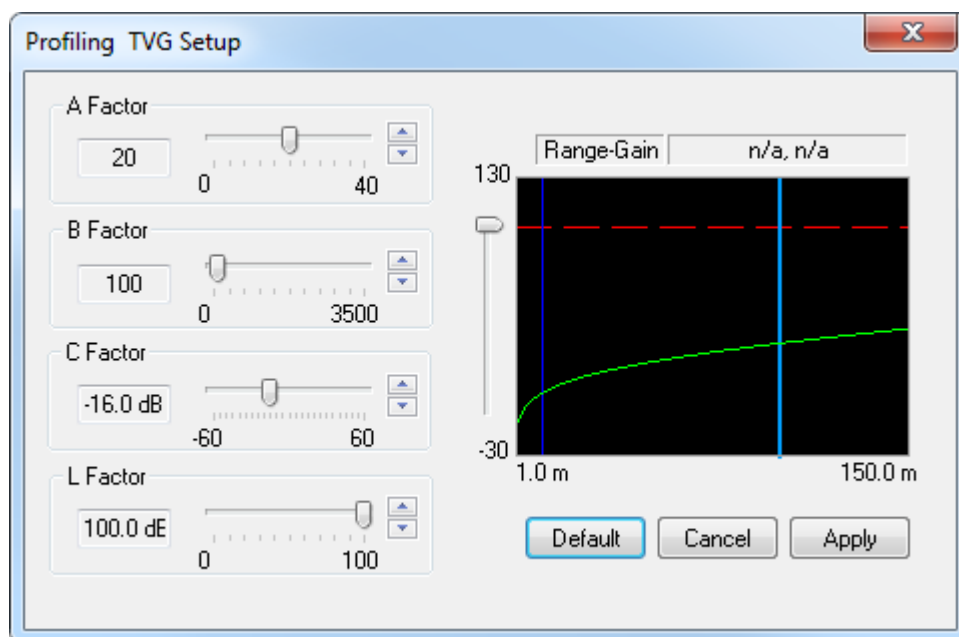 Profiling TVG Setup
A Factor
20
0 40
B Factor
100
0 3500
C Factor
-16.0 dB
-60 60
L Factor
100.0 dE
0 100
Range-Gain n/a, n/a
130
-30
1.0 m 150.0 m
Default Cancel Apply